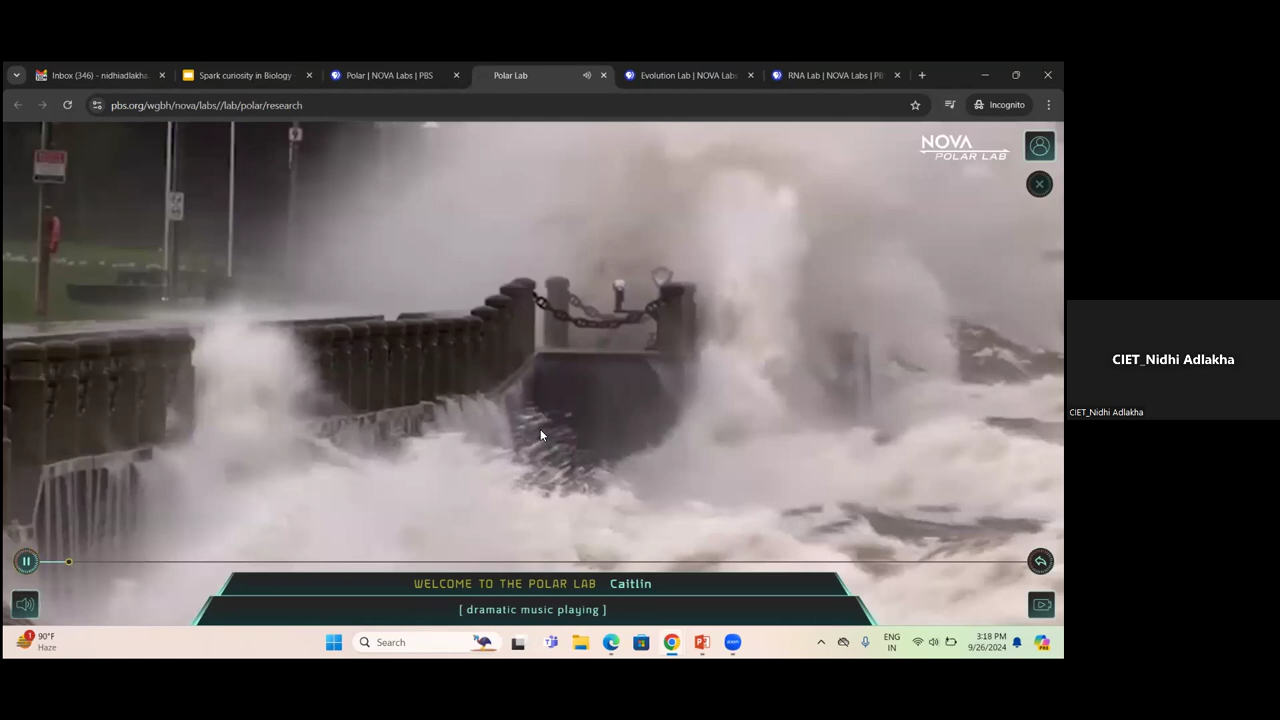 Inbox (346) - nidhiadlakha.
Spark curiosity in Biology -
Polar | NOVA Labs | PBS
Polar Lab
Evolution Lab | NOVA Labs
RNA Lab | NOVA Labs | PB
pbs.org/wgbh/nova/labs//lab/polar/research
Incognito
NOVA
POLAR LAB
CIET_Nidhi Adlakha
CIET_Nidhi Adlakha
WELCOME TO THE POLAR LAB Caitlin
[ dramatic music playing ]
1
90°F
Haze
Search
ENG
IN
3:18 PM
9/26/2024